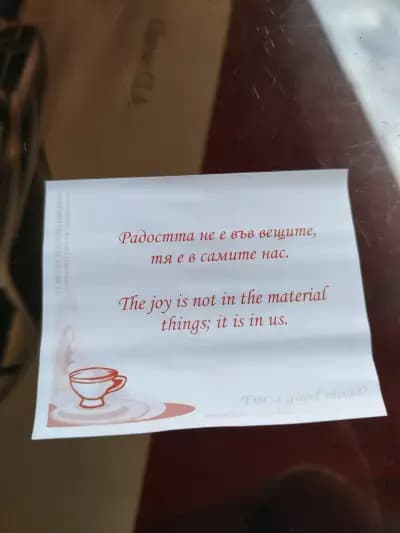 Радостта не е във вещите,
тя е в самите нас.
The joy is not in the material
things; it is in us.